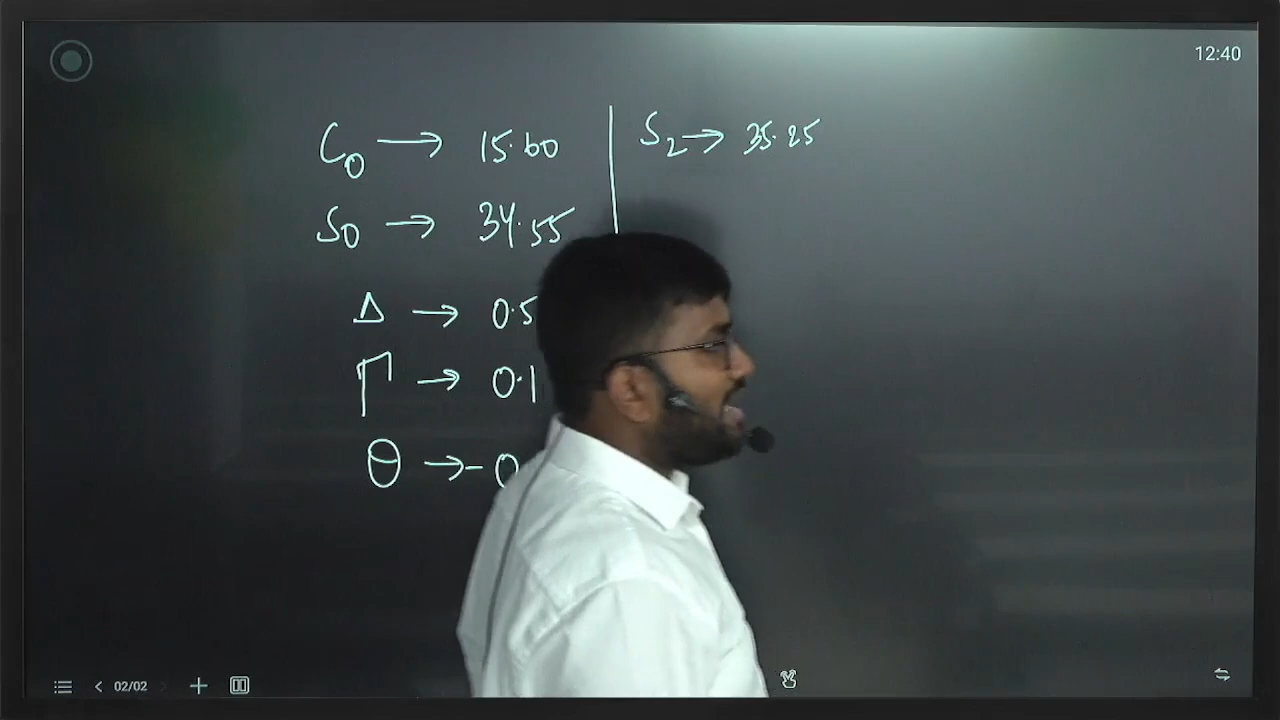 12:40
C₀ → 15.60
S₀ → 34.55
Δ → 0.5
Γ → 0.1
θ → -0
S₂ → 35.25
02/02